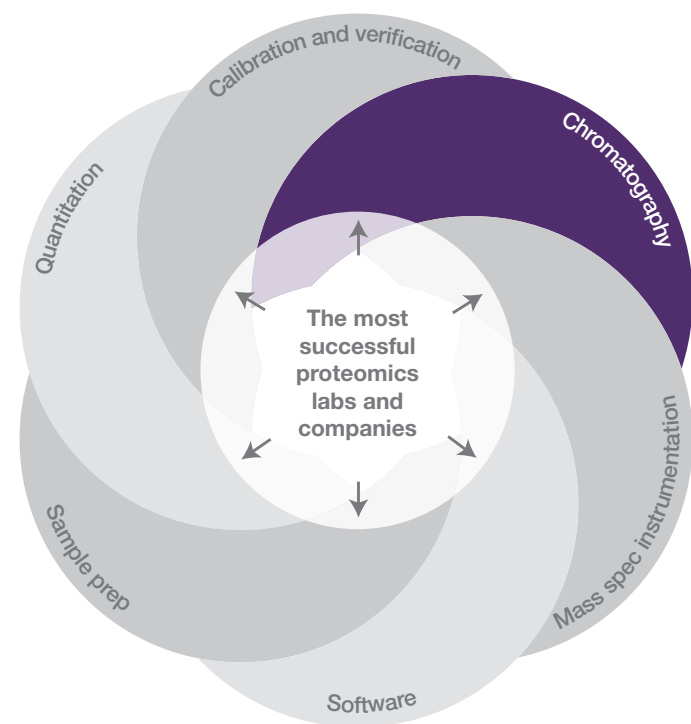 Calibration and verification
Chromatography
Quantitation
The most
successful
proteomics
labs and
companies
Mass spec instrumentation
Sample prep
Software